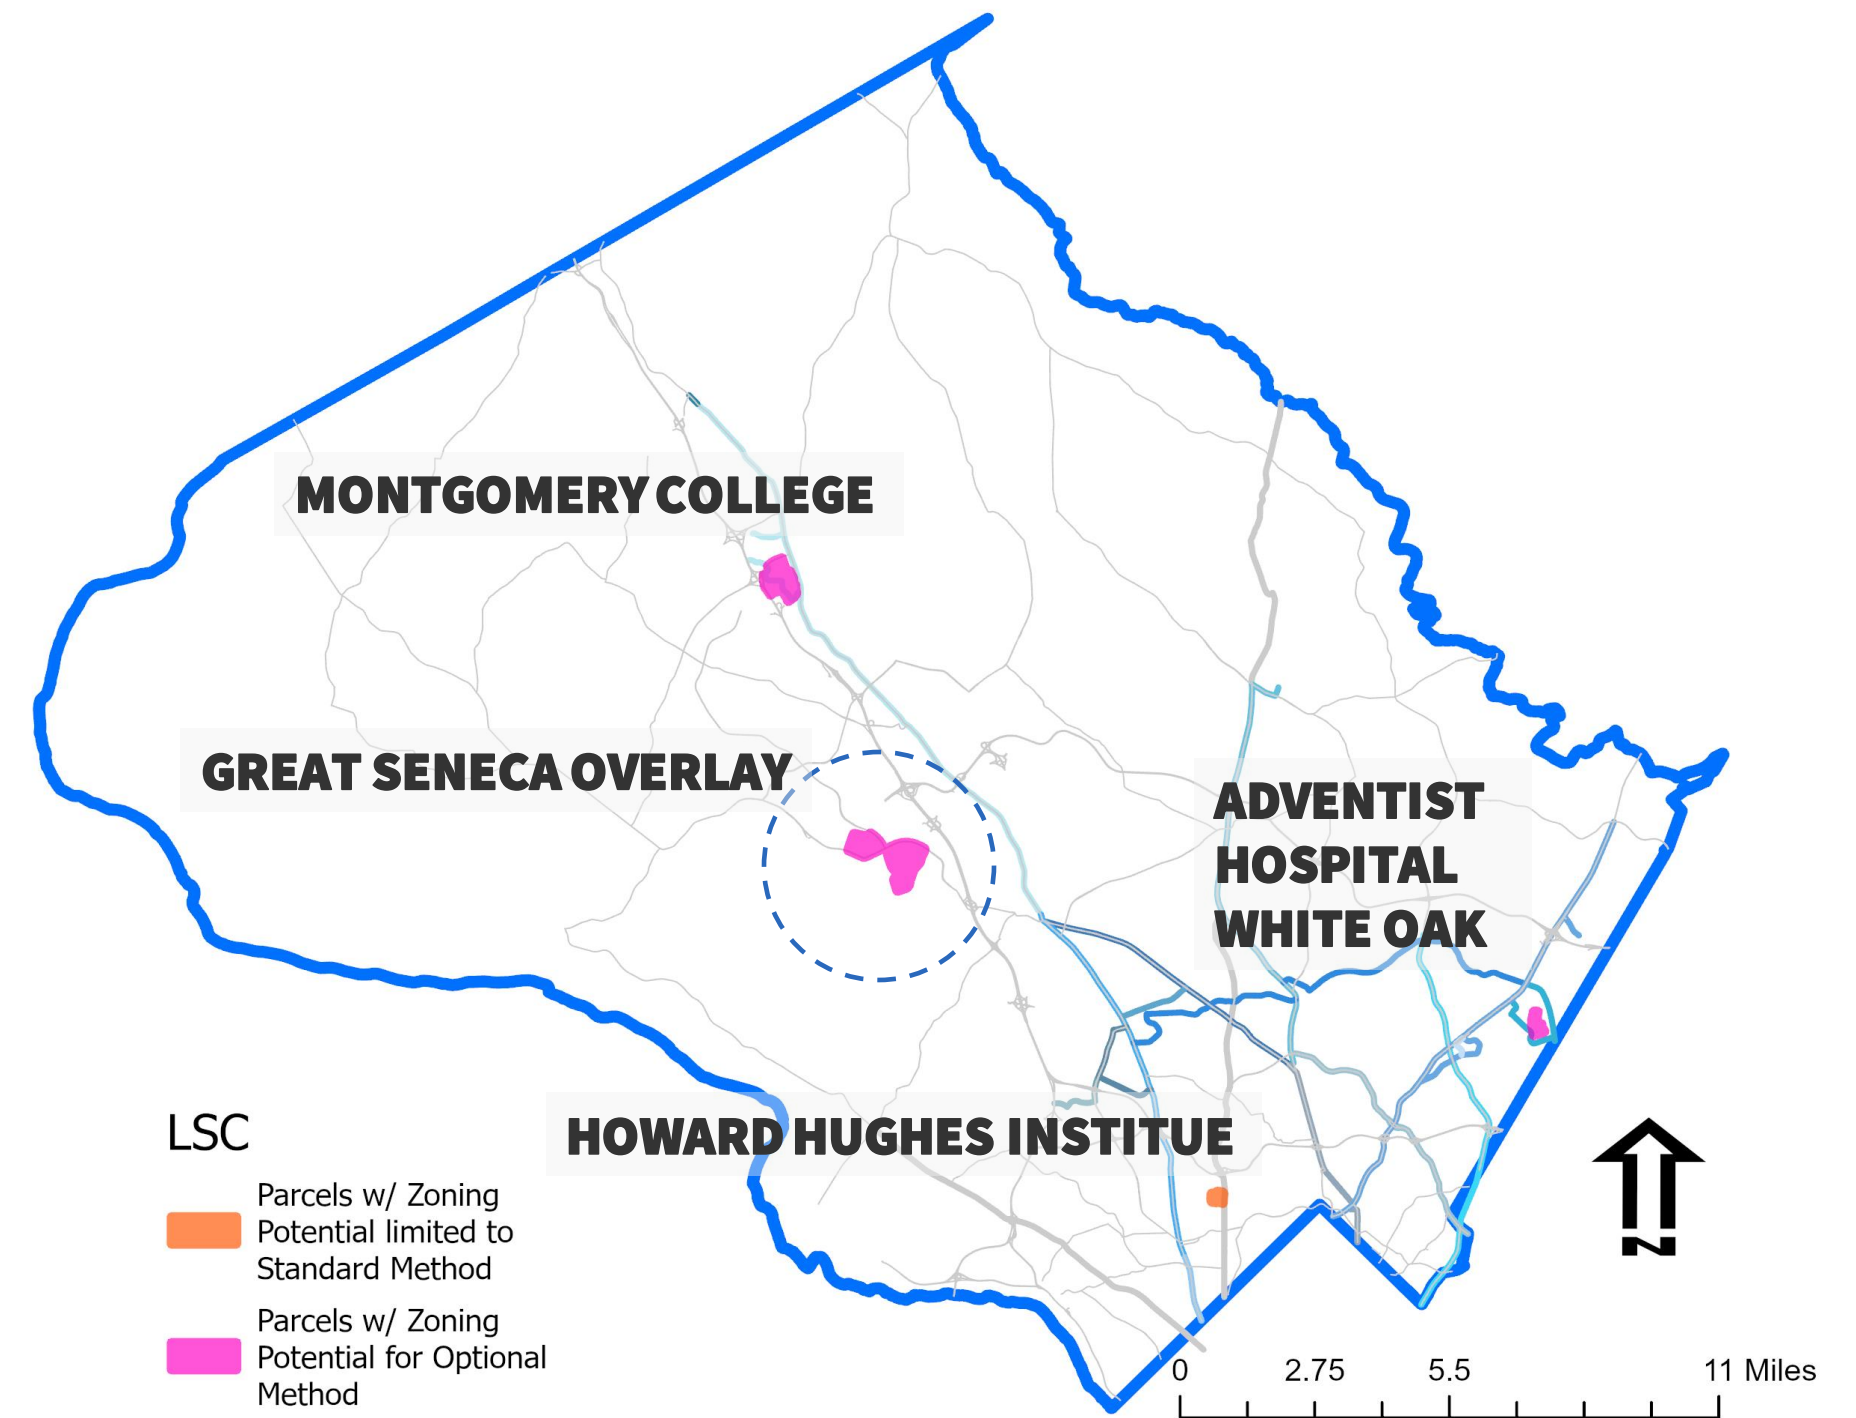 MONTGOMERY COLLEGE
GREAT SENECA OVERLAY
ADVENTIST
HOSPITAL
WHITE OAK
HOWARD HUGHES INSTITUE
LSC
Parcels w/ Zoning
Potential limited to
Standard Method
Parcels w/ Zoning
Potential for Optional
Method
N
0 2.75 5.5 11 Miles